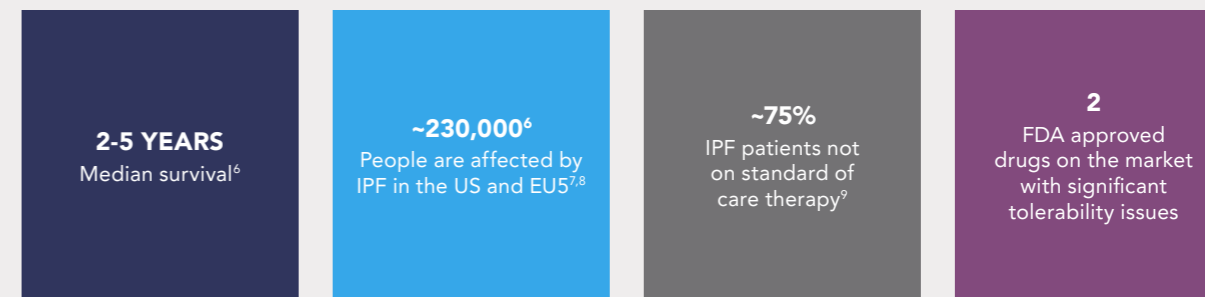 2-5 YEARS
Median survival⁶
~230,000⁶
People are affected by
IPF in the US and EU5⁷,⁸
~75%
IPF patients not
on standard of
care therapy⁹
2
FDA approved
drugs on the market
with significant
tolerability issues